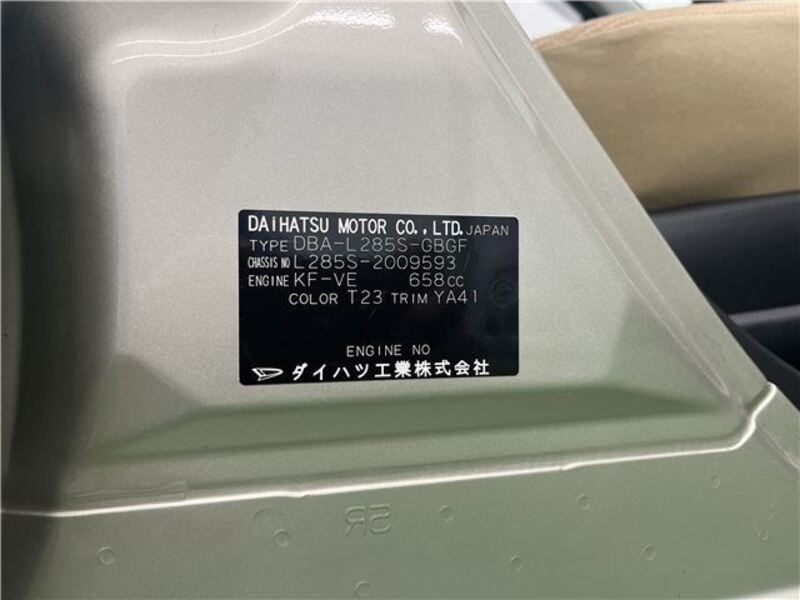 DAIHATSU MOTOR CO., LTD. JAPAN
TYPE DBA-L285S-GBGF
CHASSIS NO L285S-2009593
ENGINE KF-VE 658CC
COLOR T23 TRIM YA41
ENGINE NO
ダイハツ工業株式会社